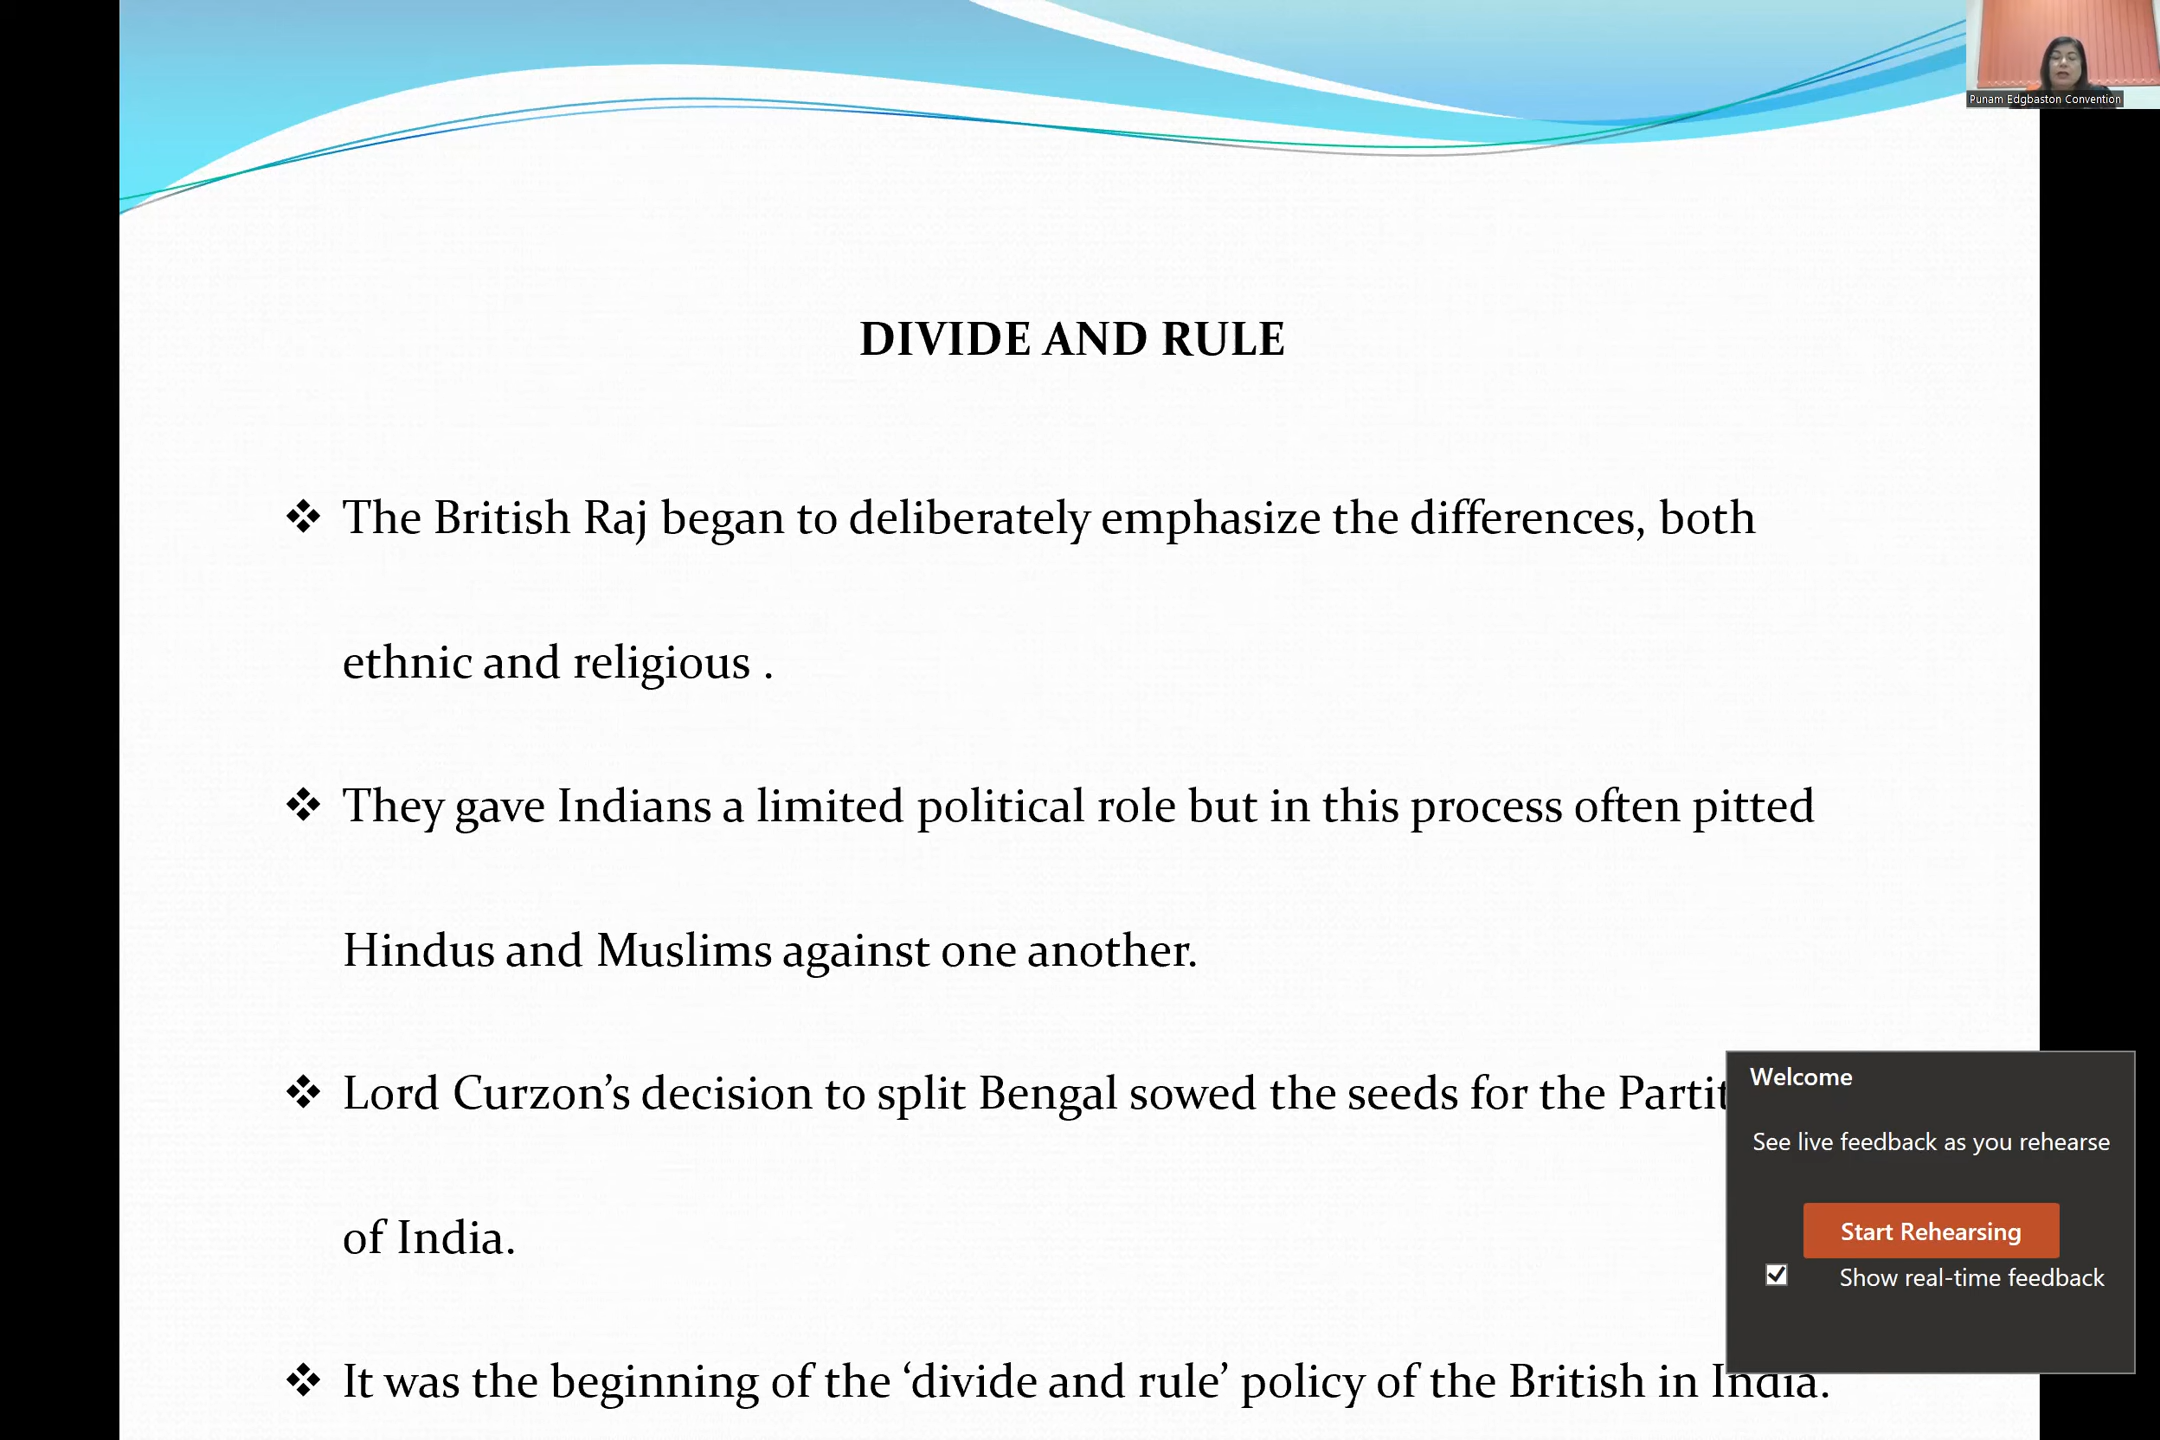 Punam Edgbaston Convention
DIVIDE AND RULE
❖ The British Raj began to deliberately emphasize the differences, both
ethnic and religious .
❖ They gave Indians a limited political role but in this process often pitted
Hindus and Muslims against one another.
❖ Lord Curzon’s decision to split Bengal sowed the seeds for the Partit
of India.
❖ It was the beginning of the ‘divide and rule’ policy of the British in India.
Welcome
See live feedback as you rehearse
Start Rehearsing
Show real-time feedback